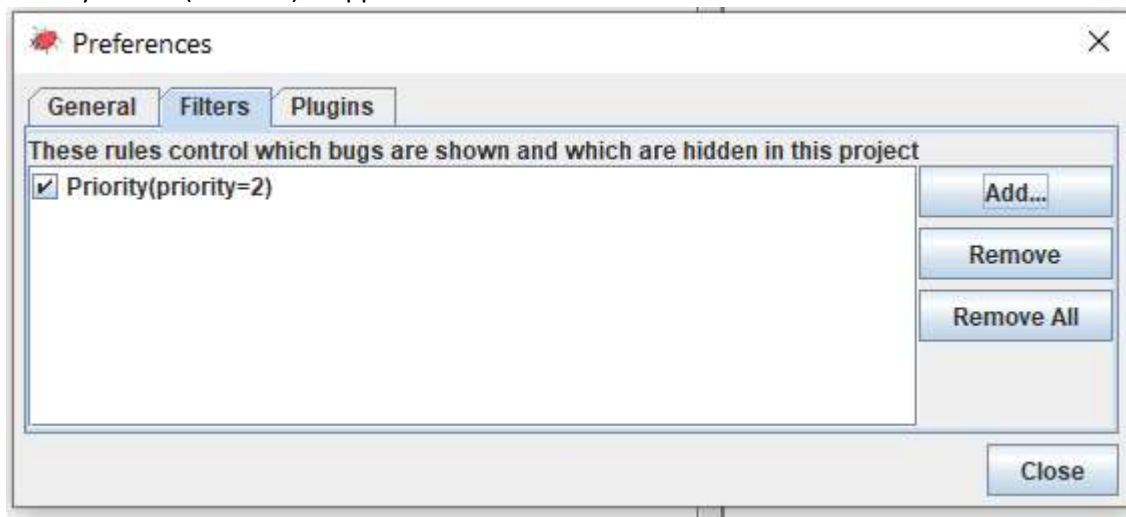 Preferences
General Filters Plugins
These rules control which bugs are shown and which are hidden in this project
Priority(priority=2)
Add...
Remove
Remove All
Close